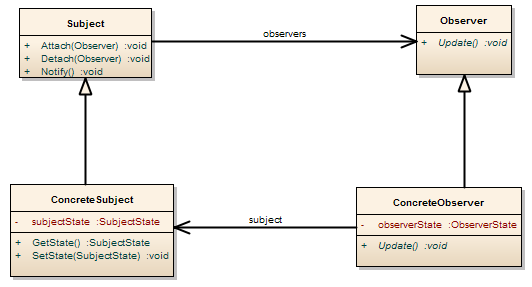 Subject
+ Attach(Observer) :void
+ Detach(Observer) :void
+ Notify() :void
observers
Observer
+ Update() :void
ConcreteSubject
- subjectState :SubjectState
+ GetState() :SubjectState
+ SetState(SubjectState) :void
subject
ConcreteObserver
- observerState :ObserverState
+ Update() :void